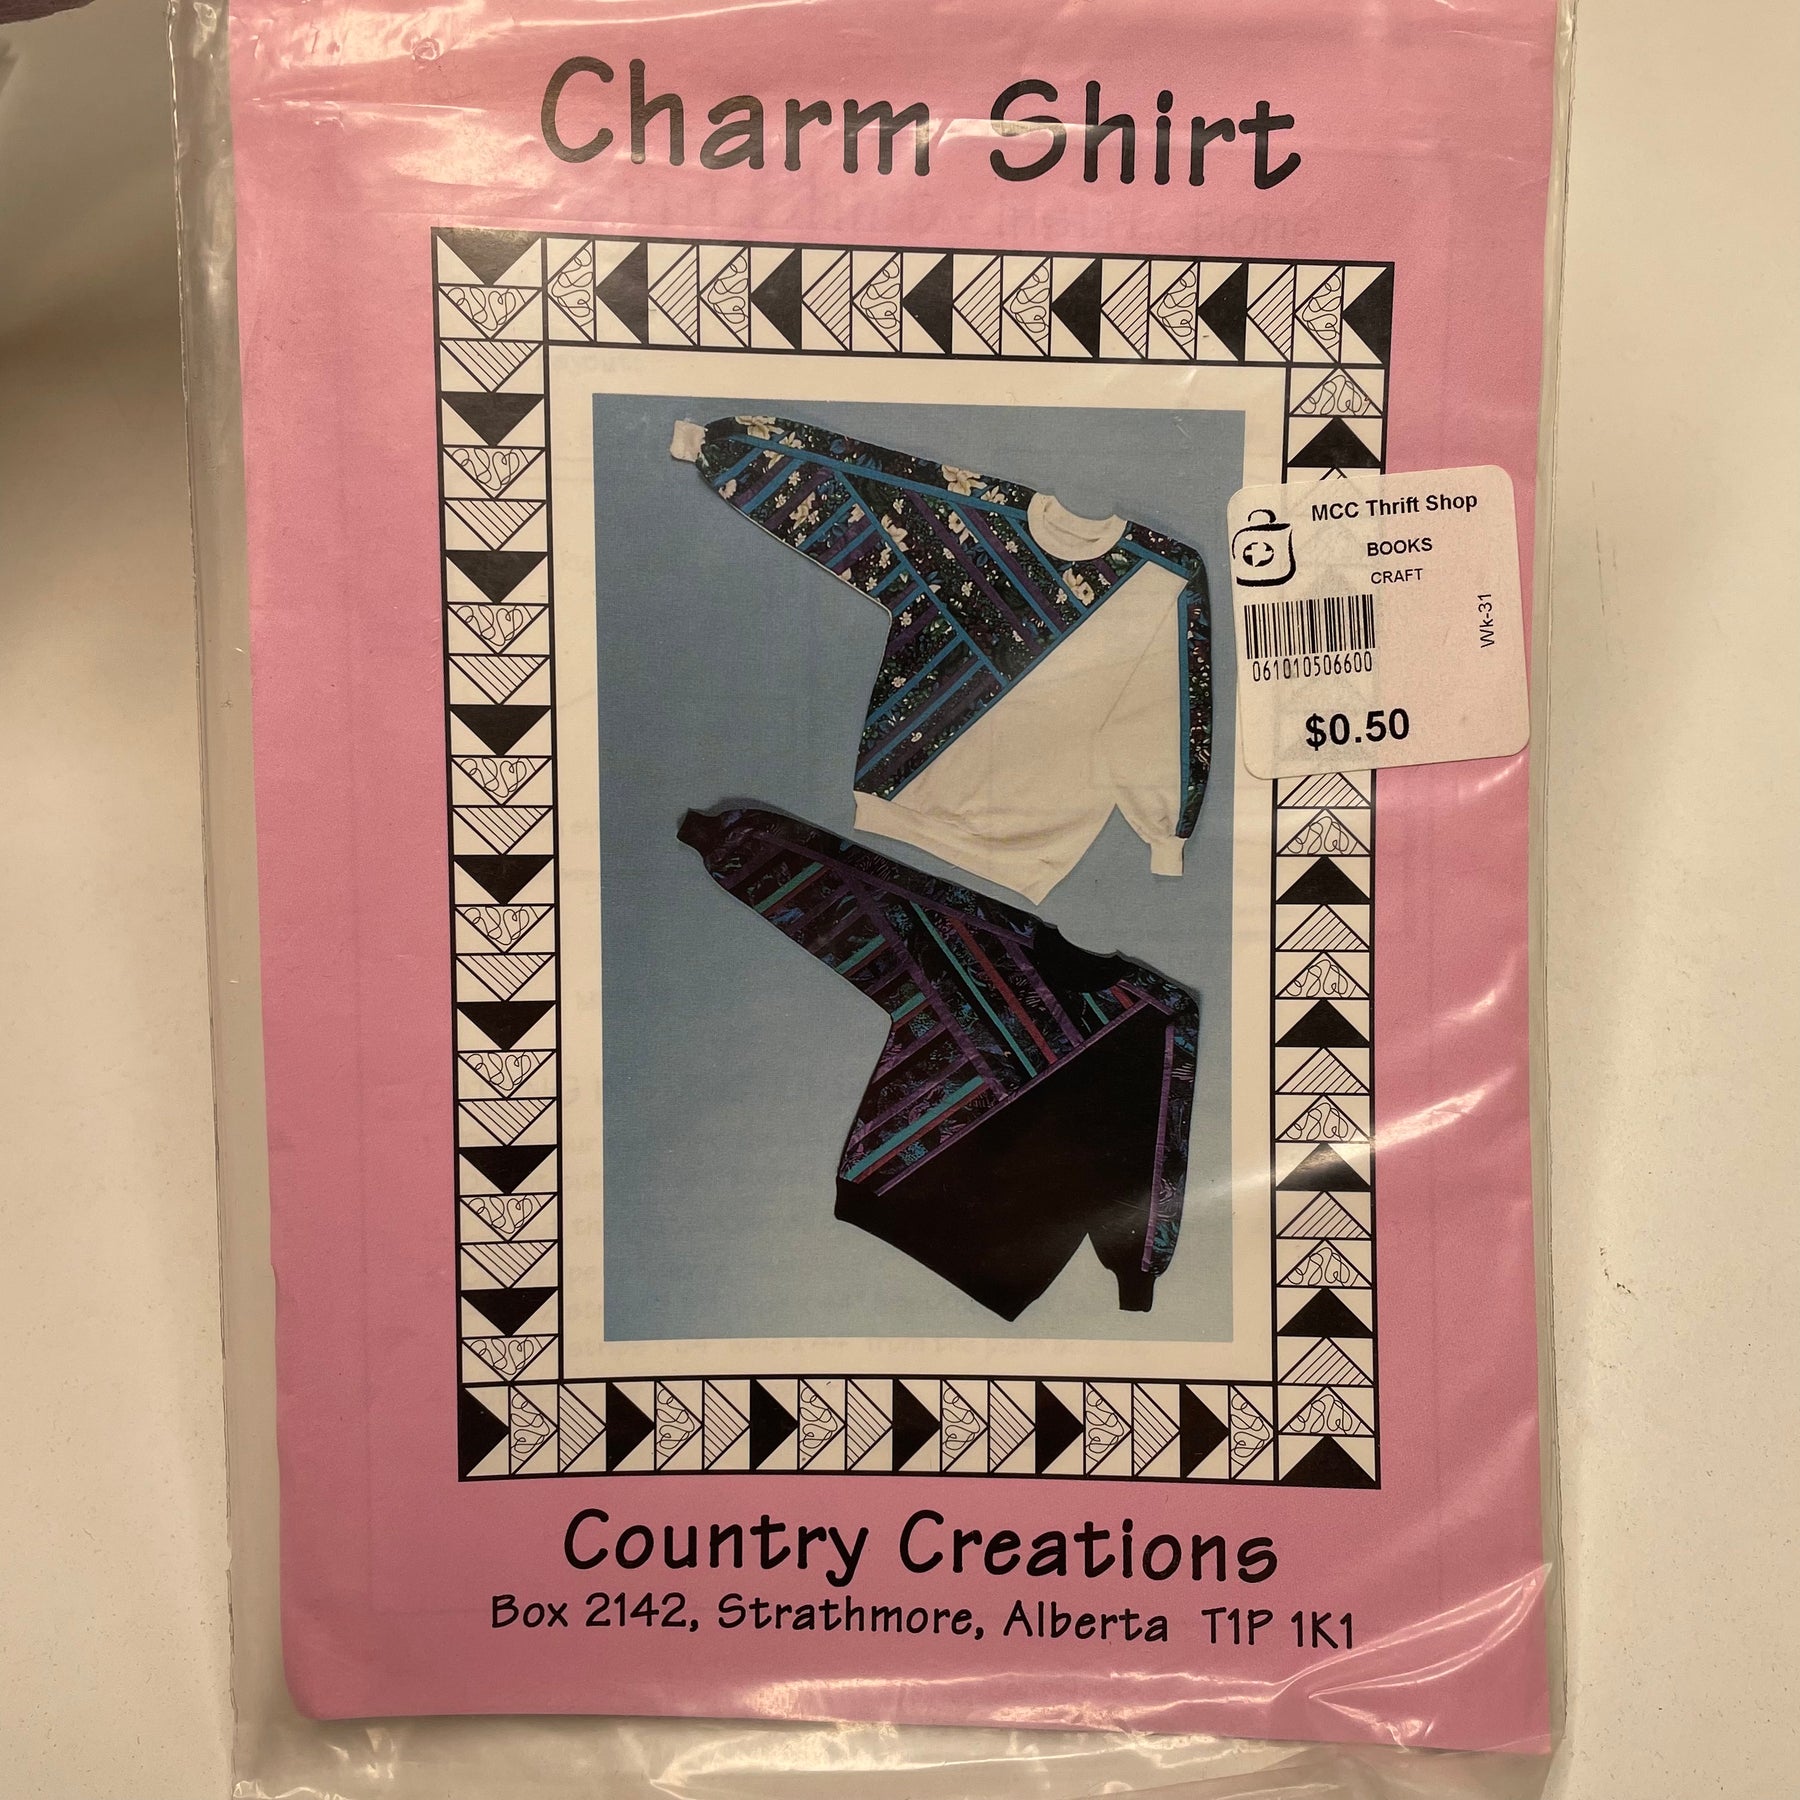 Charm Shirt
MCC Thrift Shop
BOOKS
CRAFT
Wk-31
061010506600
$0.50
Country Creations
Box 2142, Strathmore, Alberta T1P 1K1